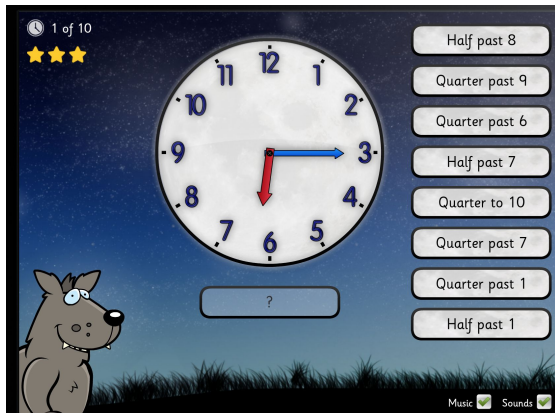 1 of 10
12
1
2
3
4
5
6
7
8
9
10
11
?
Half past 8
Quarter past 9
Quarter past 6
Half past 7
Quarter to 10
Quarter past 7
Quarter past 1
Half past 1
Music
Sounds